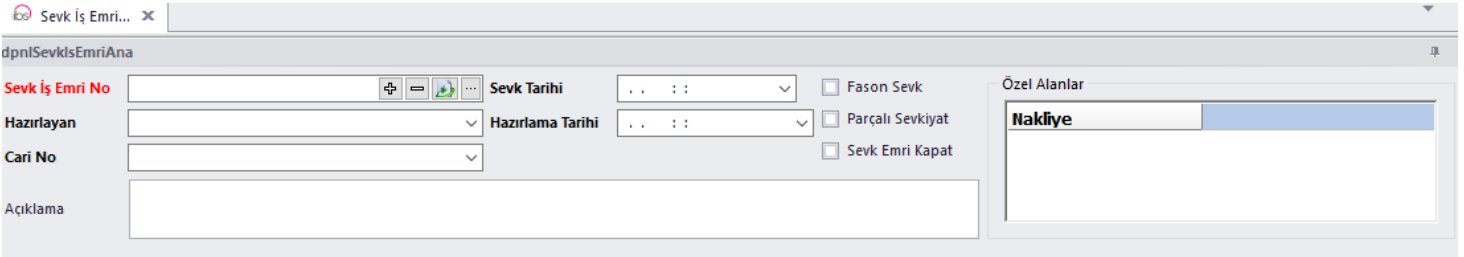 ibs Sevk İş Emri...
dpnlSevkIsEmriAna
Sevk İş Emri No ... Sevk Tarihi . . : : Fason Sevk
Hazırlayan Hazırlama Tarihi . . : : Parçalı Sevkiyat
Cari No Sevk Emri Kapat
Açıklama
Özel Alanlar
Nakliye